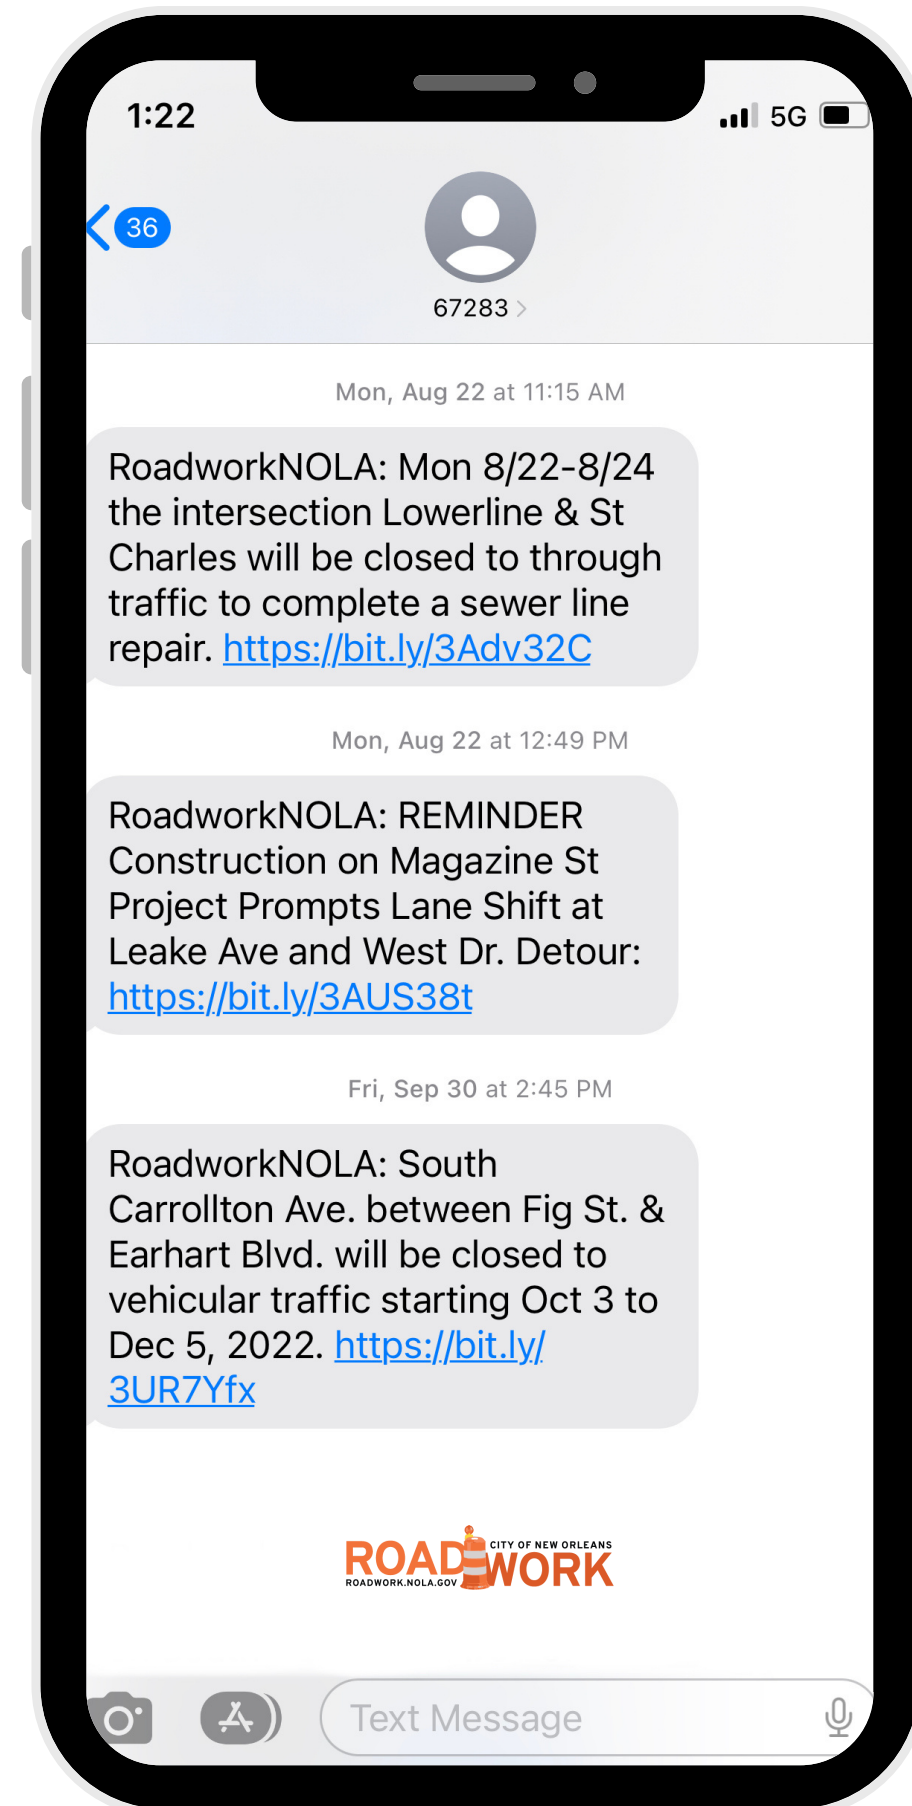 1:22
5G
36
67283
Mon, Aug 22 at 11:15 AM
RoadworkNOLA: Mon 8/22-8/24
the intersection Lowerline & St
Charles will be closed to through
traffic to complete a sewer line
repair. https://bit.ly/3Adv32C
Mon, Aug 22 at 12:49 PM
RoadworkNOLA: REMINDER
Construction on Magazine St
Project Prompts Lane Shift at
Leake Ave and West Dr. Detour:
https://bit.ly/3AUS38t
Fri, Sep 30 at 2:45 PM
RoadworkNOLA: South
Carrollton Ave. between Fig St. &
Earhart Blvd. will be closed to
vehicular traffic starting Oct 3 to
Dec 5, 2022. https://bit.ly/
3UR7Yfx
CITY OF NEW ORLEANS
ROADWORK
ROADWORK.NOLA.GOV
Text Message